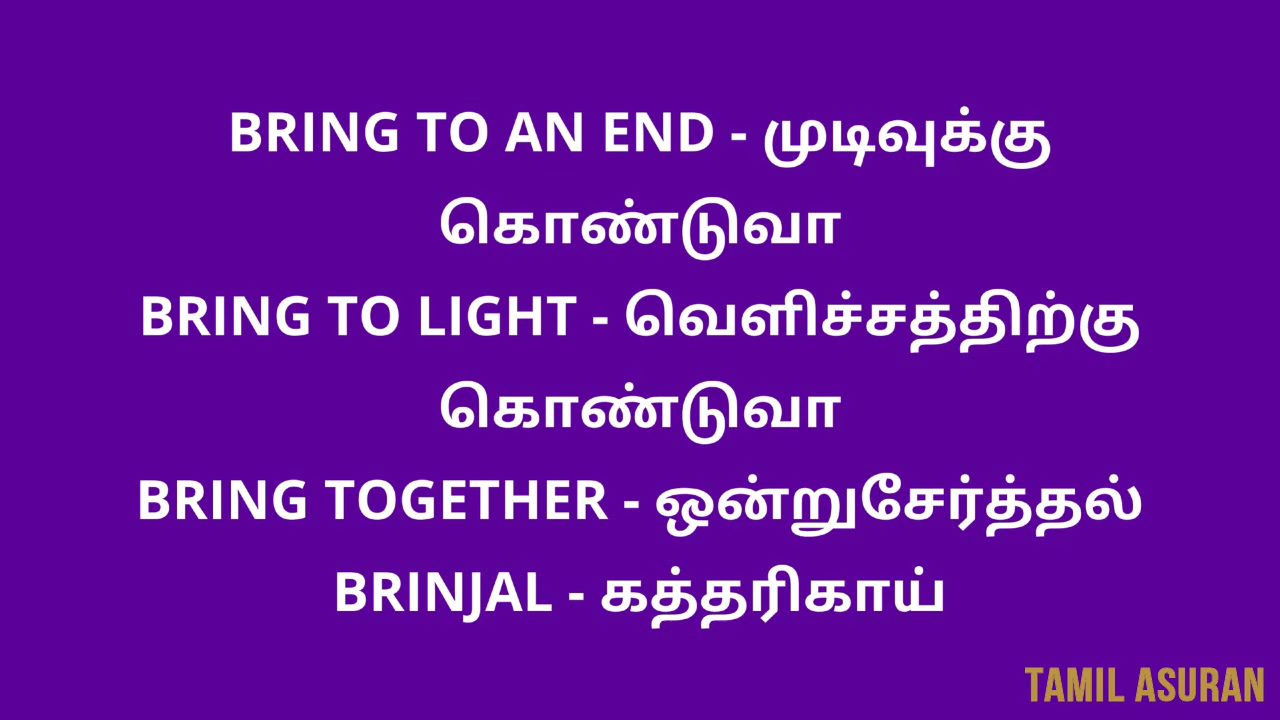 BRING TO AN END - முடிவுக்கு
கொண்டுவா
BRING TO LIGHT - வெளிச்சத்திற்கு
கொண்டுவா
BRING TOGETHER - ஒன்றுசேர்த்தல்
BRINJAL - கத்தரிகாய்
TAMIL ASURAN